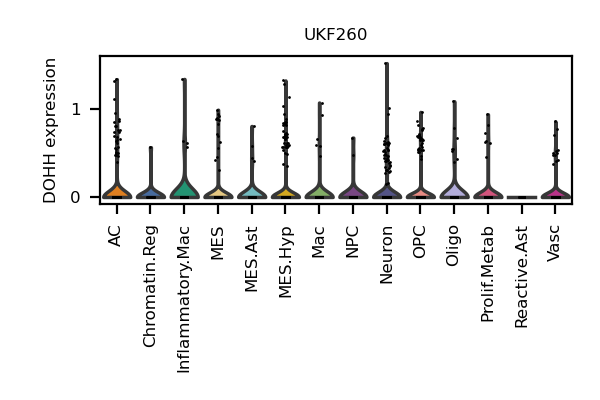 UKF260
DOHH expression
1
0
AC
Chromatin.Reg
Inflammatory.Mac
MES
MES.Ast
MES.Hyp
Mac
NPC
Neuron
OPC
Oligo
Prolif.Metab
Reactive.Ast
Vasc